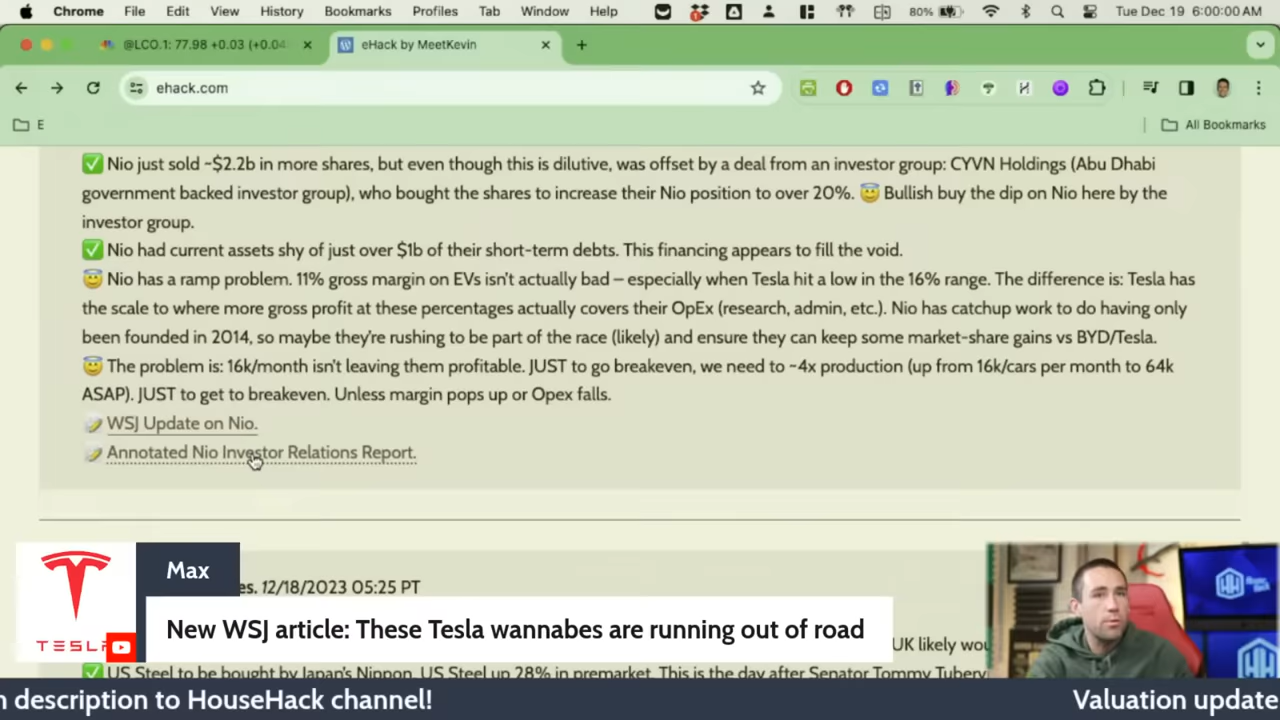 Chrome File Edit View History Bookmarks Profiles Tab Window Help 80% Tue Dec 19 6:00:00 AM
@LCO.1: 77.98 +0.03 (+0.04 eHack by MeetKevin
ehack.com
E All Bookmarks
✅ Nio just sold ~$2.2b in more shares, but even though this is dilutive, was offset by a deal from an investor group: CYVN Holdings (Abu Dhabi
government backed investor group), who bought the shares to increase their Nio position to over 20%. 😇 Bullish buy the dip on Nio here by the
investor group.
✅ Nio had current assets shy of just over $1b of their short-term debts. This financing appears to fill the void.
😇 Nio has a ramp problem. 11% gross margin on EVs isn't actually bad – especially when Tesla hit a low in the 16% range. The difference is: Tesla has
the scale to where more gross profit at these percentages actually covers their OpEx (research, admin, etc.). Nio has catchup work to do having only
been founded in 2014, so maybe they're rushing to be part of the race (likely) and ensure they can keep some market-share gains vs BYD/Tesla.
😇 The problem is: 16k/month isn't leaving them profitable. JUST to go breakeven, we need to ~4x production (up from 16k/cars per month to 64k
ASAP). JUST to get to breakeven. Unless margin pops up or Opex falls.
📝 WSJ Update on Nio.
📝 Annotated Nio Investor Relations Report.
es. 12/18/2023 05:25 PT
Max
TESLA
New WSJ article: These Tesla wannabes are running out of road
UK likely wou
✅ US Steel to be bought by Japan's Nippon. US Steel up 28% in premarket. This is the day after Senator Tommy Tuberv
n description to HouseHack channel! Valuation update